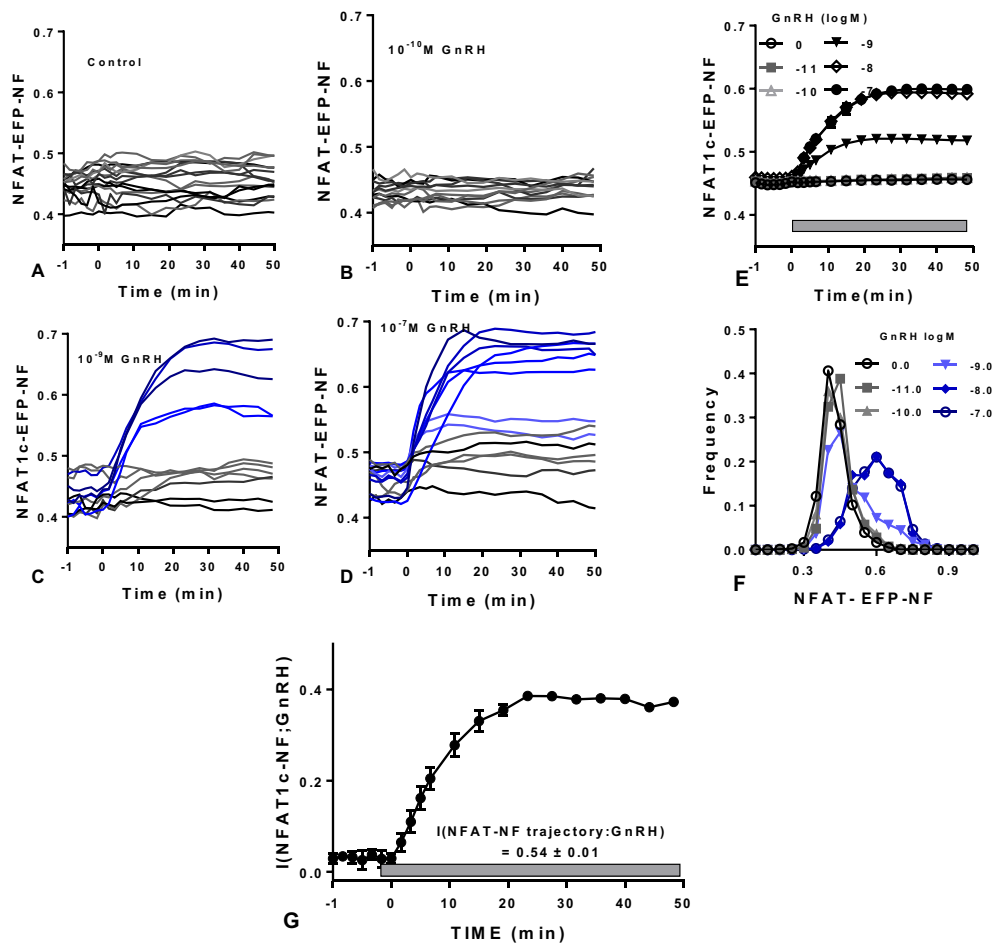 0.7
0.6
0.5
0.4
NFAT-EFP-NF
Control
-1 0 10 20 30 40 50
A
Time (min)
0.7
0.6
0.5
0.4
NFAT-EFP-NF
10-10M GnRH
-1 0 10 20 30 40 50
B
Time (min)
GnRH (logM)
0 -9
-11 -8
-10 -7
0.7
0.6
0.5
0.4
NFAT1c-EFP-NF
-1 0 10 20 30 40 50
E
Time(min)
0.7
0.6
0.5
0.4
NFAT1c-EFP-NF
10-9M GnRH
-1 0 10 20 30 40 50
C
Time (min)
0.7
0.6
0.5
0.4
NFAT-EFP-NF
10-7M GnRH
-1 0 10 20 30 40 50
D
Time (min)
0.5
0.4
0.3
0.2
0.1
0.0
Frequency
GnRH logM
0.0 -9.0
-11.0 -8.0
-10.0 -7.0
0.3 0.6 0.9
F
NFAT- EFP-NF
0.4
0.2
0.0
I(NFAT1c-NF;GnRH)
I(NFAT-NF trajectory:GnRH)
= 0.54 ± 0.01
-1 0 10 20 30 40 50
G
TIME (min)